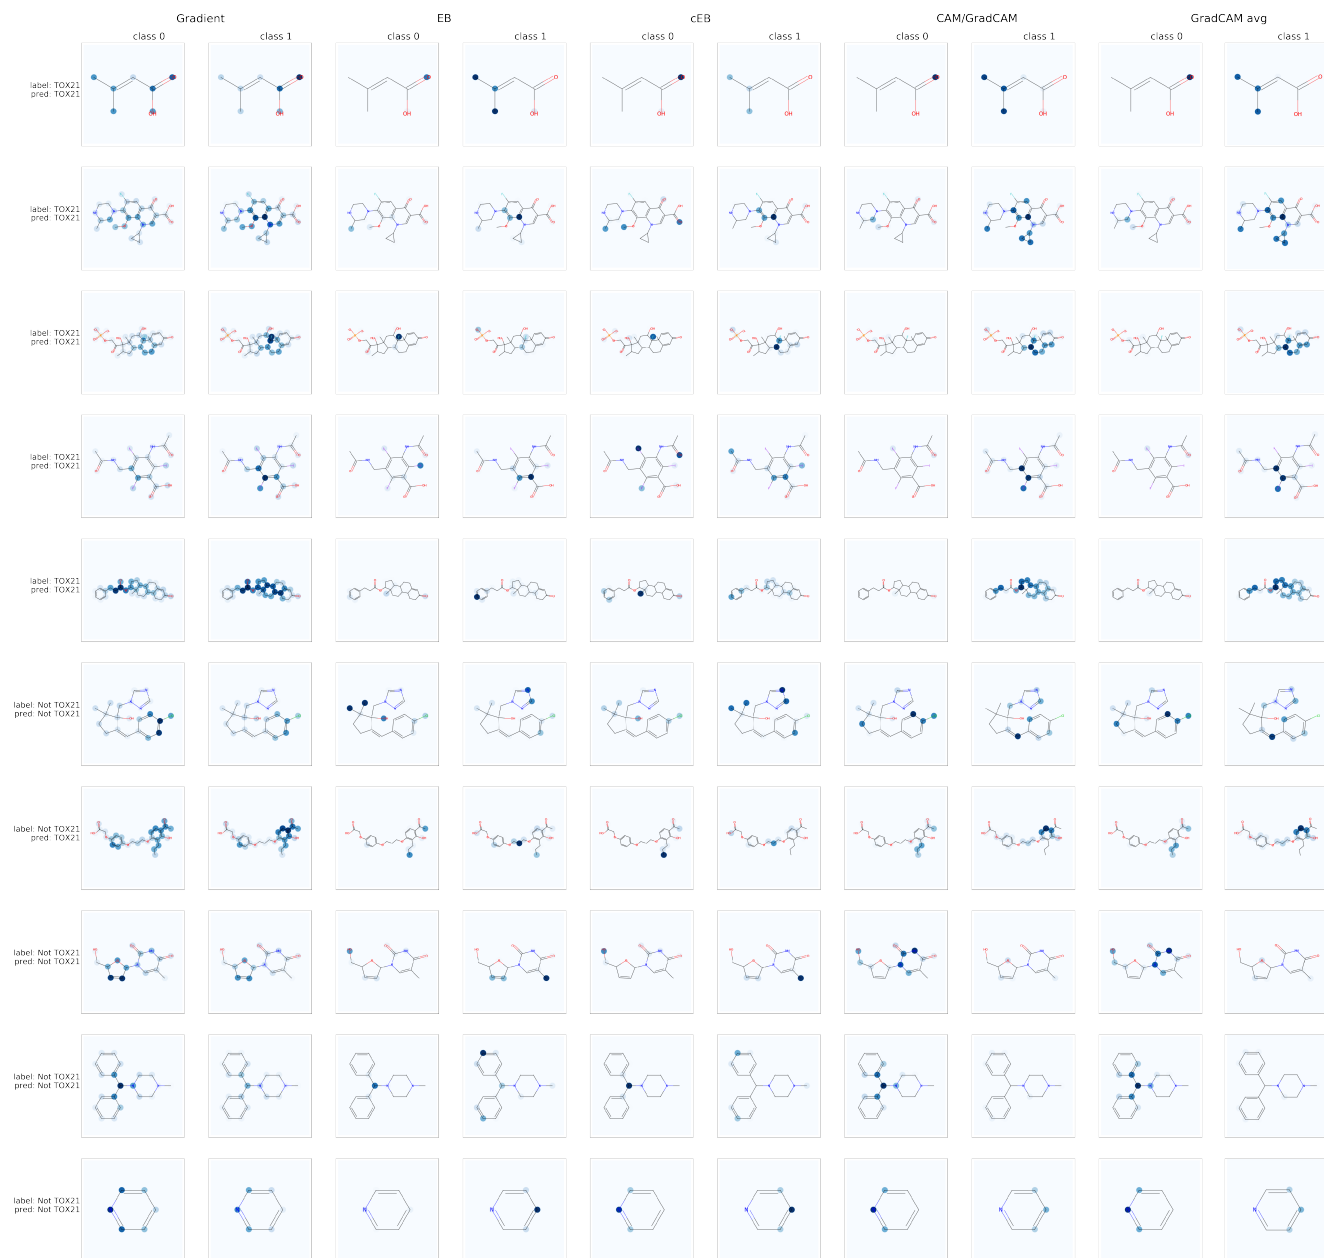 Gradient EB cEB CAM/GradCAM GradCAM avg
class 0 class 1 class 0 class 1 class 0 class 1 class 0 class 1 class 0 class 1
label: TOX21
pred: TOX21
label: TOX21
pred: TOX21
label: TOX21
pred: TOX21
label: TOX21
pred: TOX21
label: TOX21
pred: TOX21
label: Not TOX21
pred: Not TOX21
label: Not TOX21
pred: TOX21
label: Not TOX21
pred: Not TOX21
label: Not TOX21
pred: Not TOX21
label: Not TOX21
pred: Not TOX21